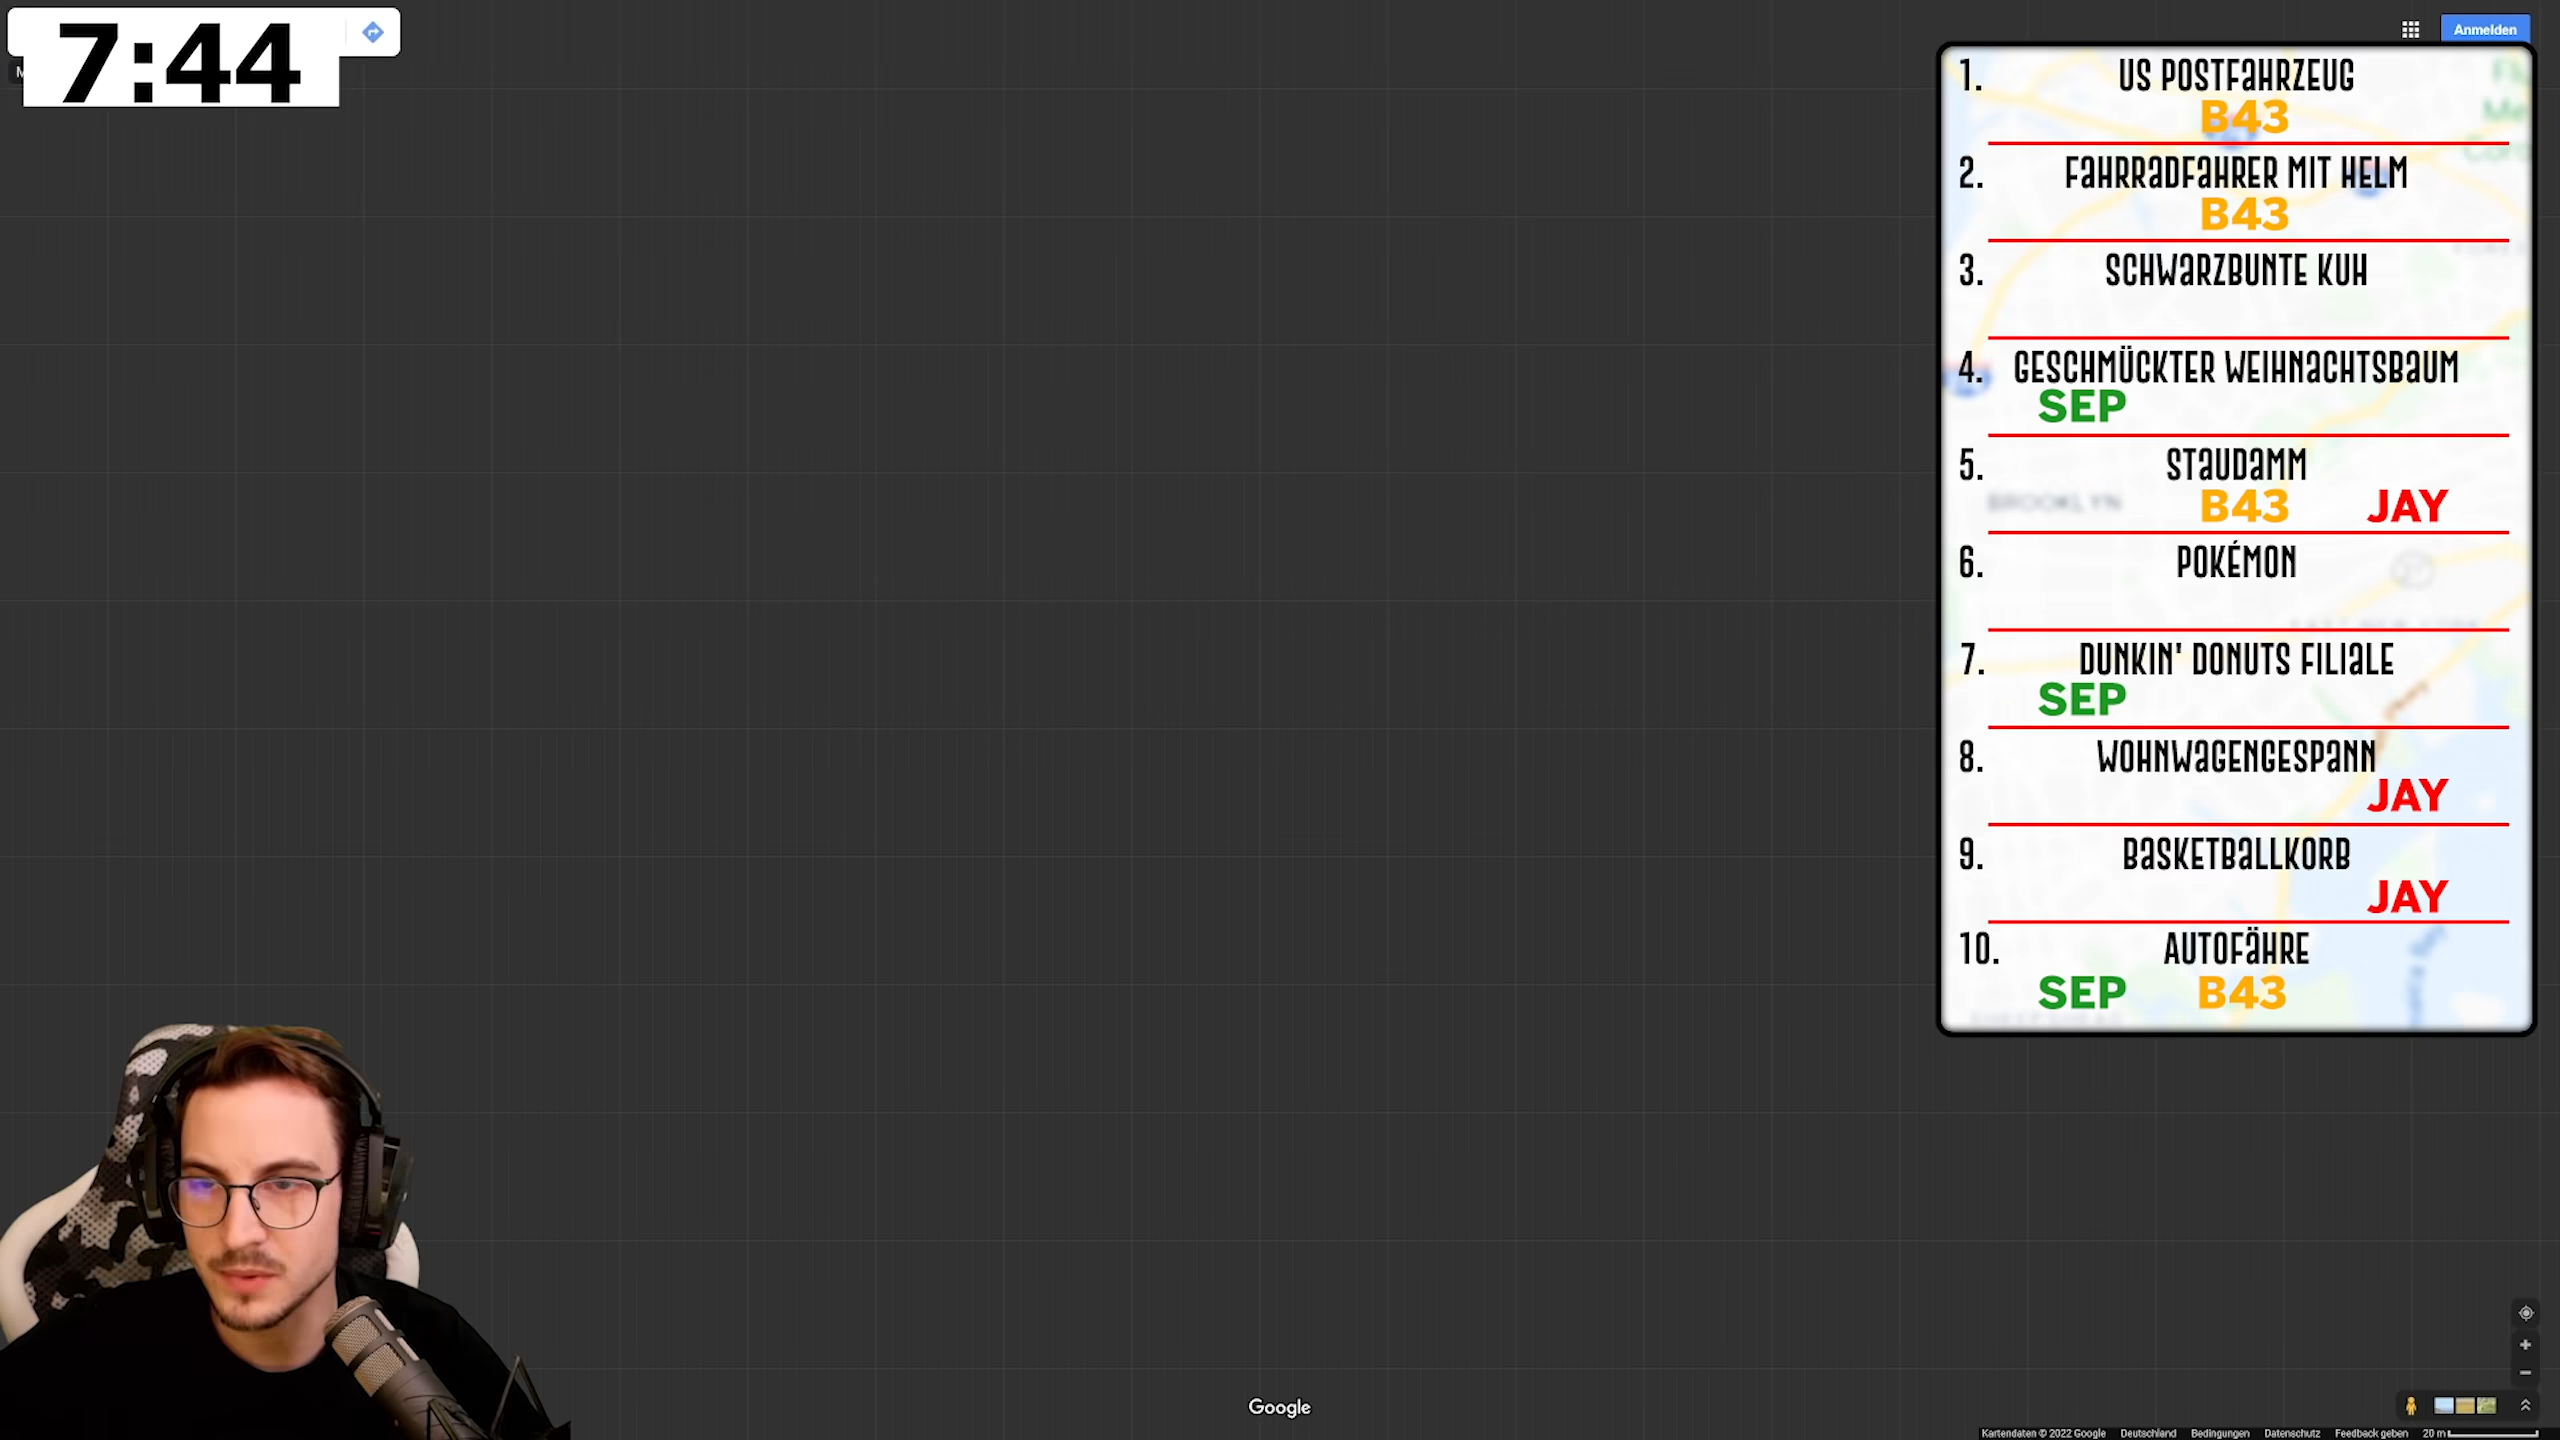 7:44
Anmelden
1. US POSTFAHRZEUG
B43
2. FAHRRADFAHRER MIT HELM
B43
3. SCHWARZBUNTE KUH
4. GESCHMÜCKTER WEIHNACHTSBAUM
SEP
5. STAUDAMM
BROOKLYN
B43 JAY
6. POKÉMON
7. DUNKIN' DONUTS FILIALE
SEP
8. WOHNWAGENGESPANN
JAY
9. BASKETBALLKORB
JAY
10. AUTOFÄHRE
SEP B43
Google
Kartendaten © 2022 Google Deutschland Bedingungen Datenschutz Feedback geben 20 m